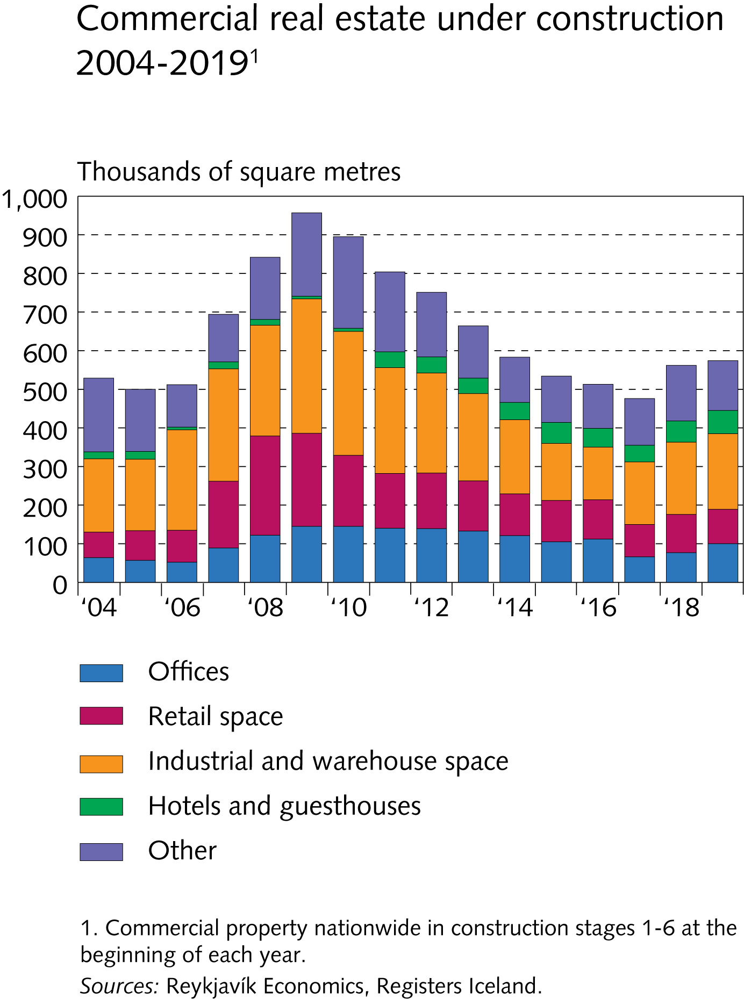 Commercial real estate under construction
2004-2019¹
Thousands of square metres
1,000
900
800
700
600
500
400
300
200
100
0
‘04 ‘06 ‘08 ‘10 ‘12 ‘14 ‘16 ‘18
Offices
Retail space
Industrial and warehouse space
Hotels and guesthouses
Other
1. Commercial property nationwide in construction stages 1-6 at the
beginning of each year.
Sources: Reykjavík Economics, Registers Iceland.